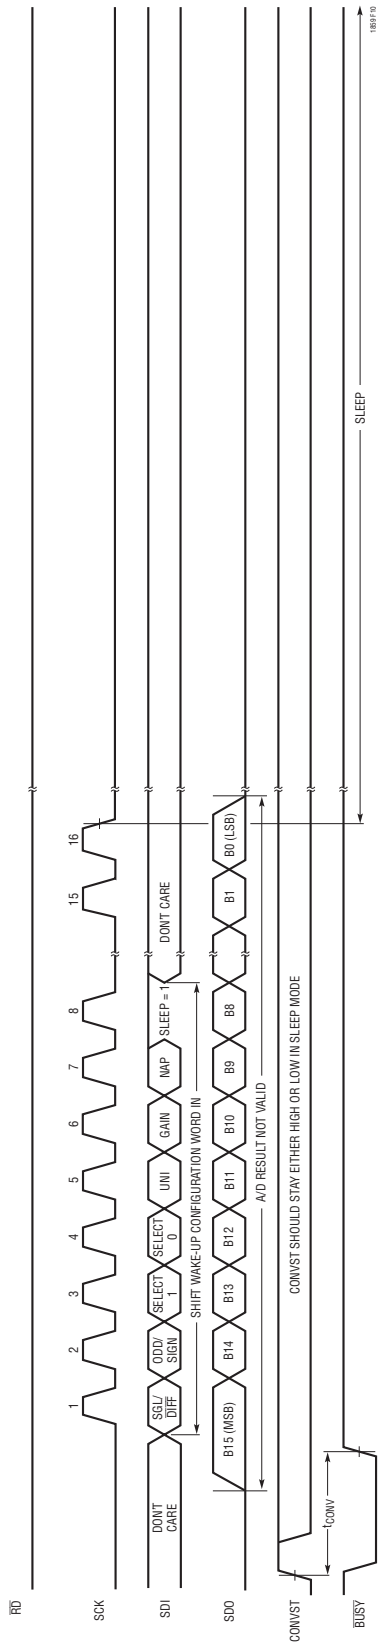 RD
SCK
1
2
3
4
5
6
7
8
15
16
SDI
DON'T
CARE
SGL/
DIFF
ODD/
SIGN
SELECT
1
SELECT
0
UNI
GAIN
NAP
SLEEP = 1
DON'T CARE
SHIFT WAKE-UP CONFIGURATION WORD IN
SDO
B15 (MSB)
B14
B13
B12
B11
B10
B9
B8
B1
B0 (LSB)
A/D RESULT NOT VALID
CONVST
CONVST SHOULD STAY EITHER HIGH OR LOW IN SLEEP MODE
tCONV
BUSY
SLEEP
1859 F10